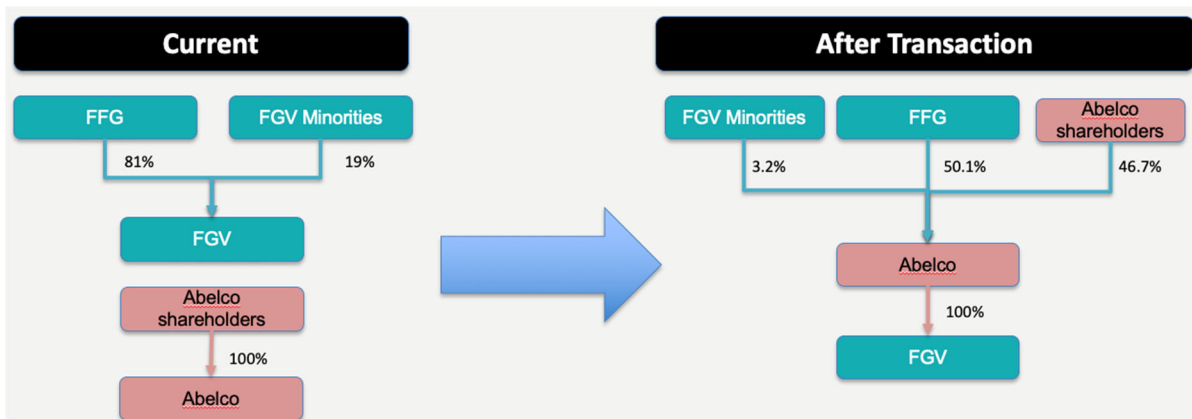 Current
FFG
FGV Minorities
81%
19%
FGV
Abelco
shareholders
100%
Abelco
After Transaction
FGV Minorities
FFG
Abelco
shareholders
3.2%
50.1%
46.7%
Abelco
100%
FGV